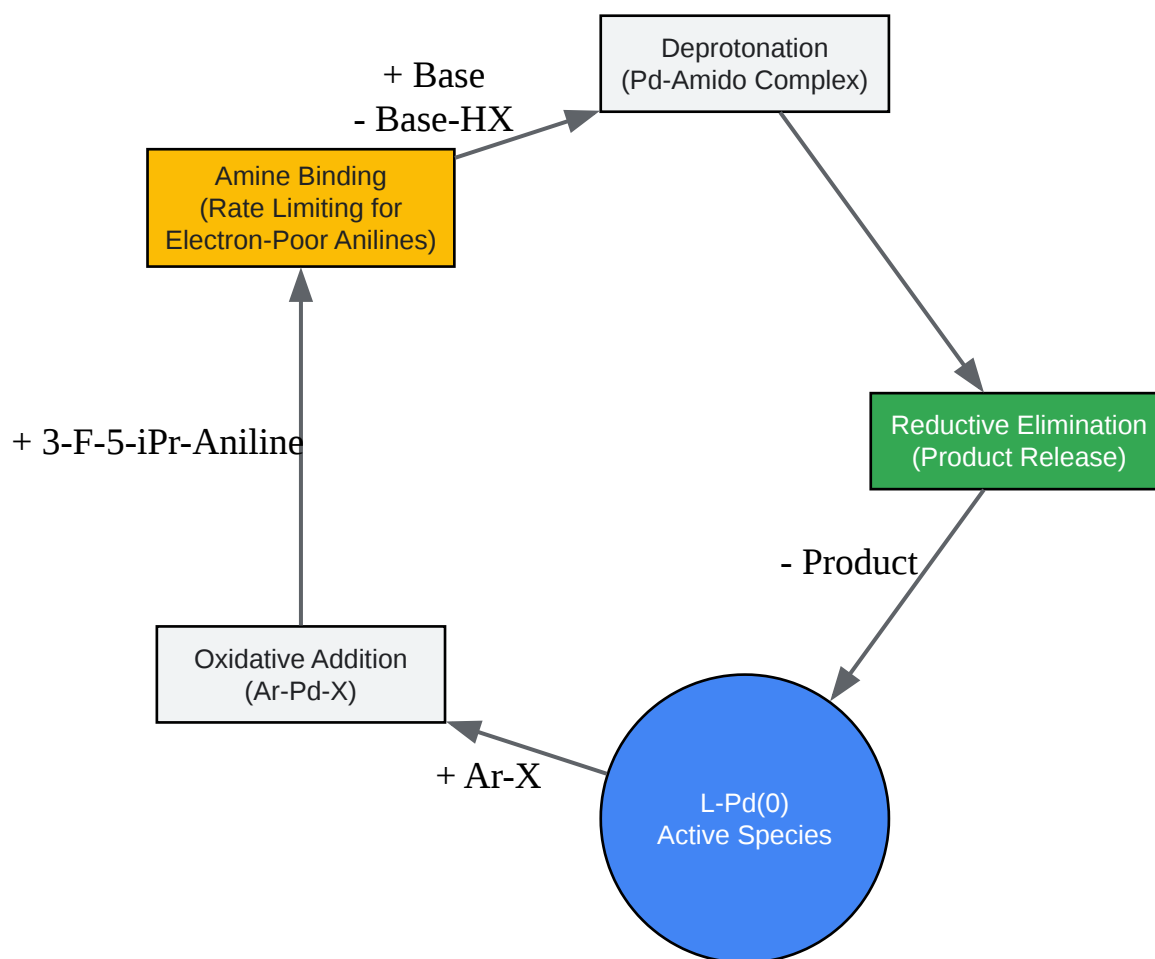 Deprotonation
(Pd-Amido Complex)
+ Base
- Base-HX
Amine Binding
(Rate Limiting for
Electron-Poor Anilines)
Reductive Elimination
(Product Release)
+ 3-F-5-iPr-Aniline
- Product
Oxidative Addition
(Ar-Pd-X)
+ Ar-X
L-Pd(0)
Active Species